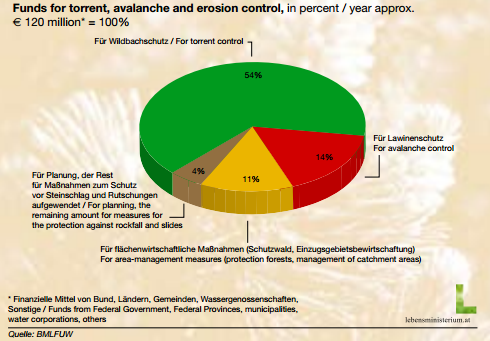 Funds for torrent, avalanche and erosion control, in percent / year approx.
€ 120 million* = 100%
Für Wildbachschutz / For torrent control
54%
Für Lawinenschutz
For avalanche control
14%
Für Planung, der Rest
für Maßnahmen zum Schutz
vor Steinschlag und Rutschungen
aufgewendet / For planning, the
remaining amount for measures for
the protection against rockfall and slides
4%
11%
Für flächenwirtschaftliche Maßnahmen (Schutzwald, Einzugsgebietsbewirtschaftung)
For area-management measures (protection forests, management of catchment areas)
* Finanzielle Mittel von Bund, Ländern, Gemeinden, Wassergenossenschaften,
Sonstige / Funds from Federal Government, Federal Provinces, municipalities,
water corporations, others
lebensministerium.at
Quelle: BMLFUW